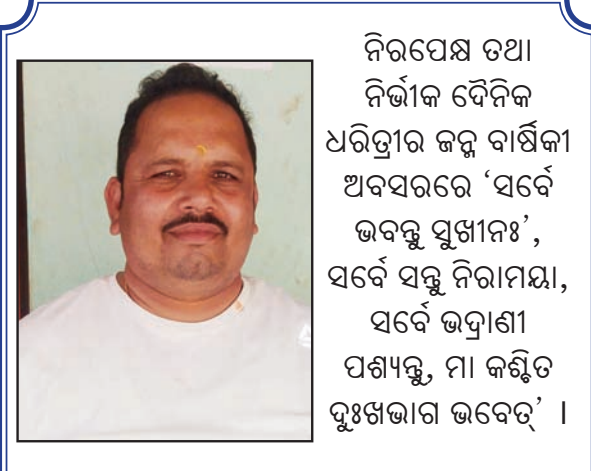 ନିରପେକ୍ଷ ତଥା
ନିର୍ଭୀକ ଦୈନିକ
ଧରିତ୍ରୀର ଜନ୍ମ ବାର୍ଷିକୀ
ଅବସରରେ ‘ସର୍ବେ
ଭବନ୍ତୁ ସୁଖୀନଃ’,
ସର୍ବେ ସନ୍ତୁ ନିରାମୟା,
ସର୍ବେ ଭଦ୍ରାଣୀ
ପଶ୍ୟନ୍ତୁ, ମା କଶ୍ଚିତ
ଦୁଃଖଭାଗ ଭବେତ୍’ ।